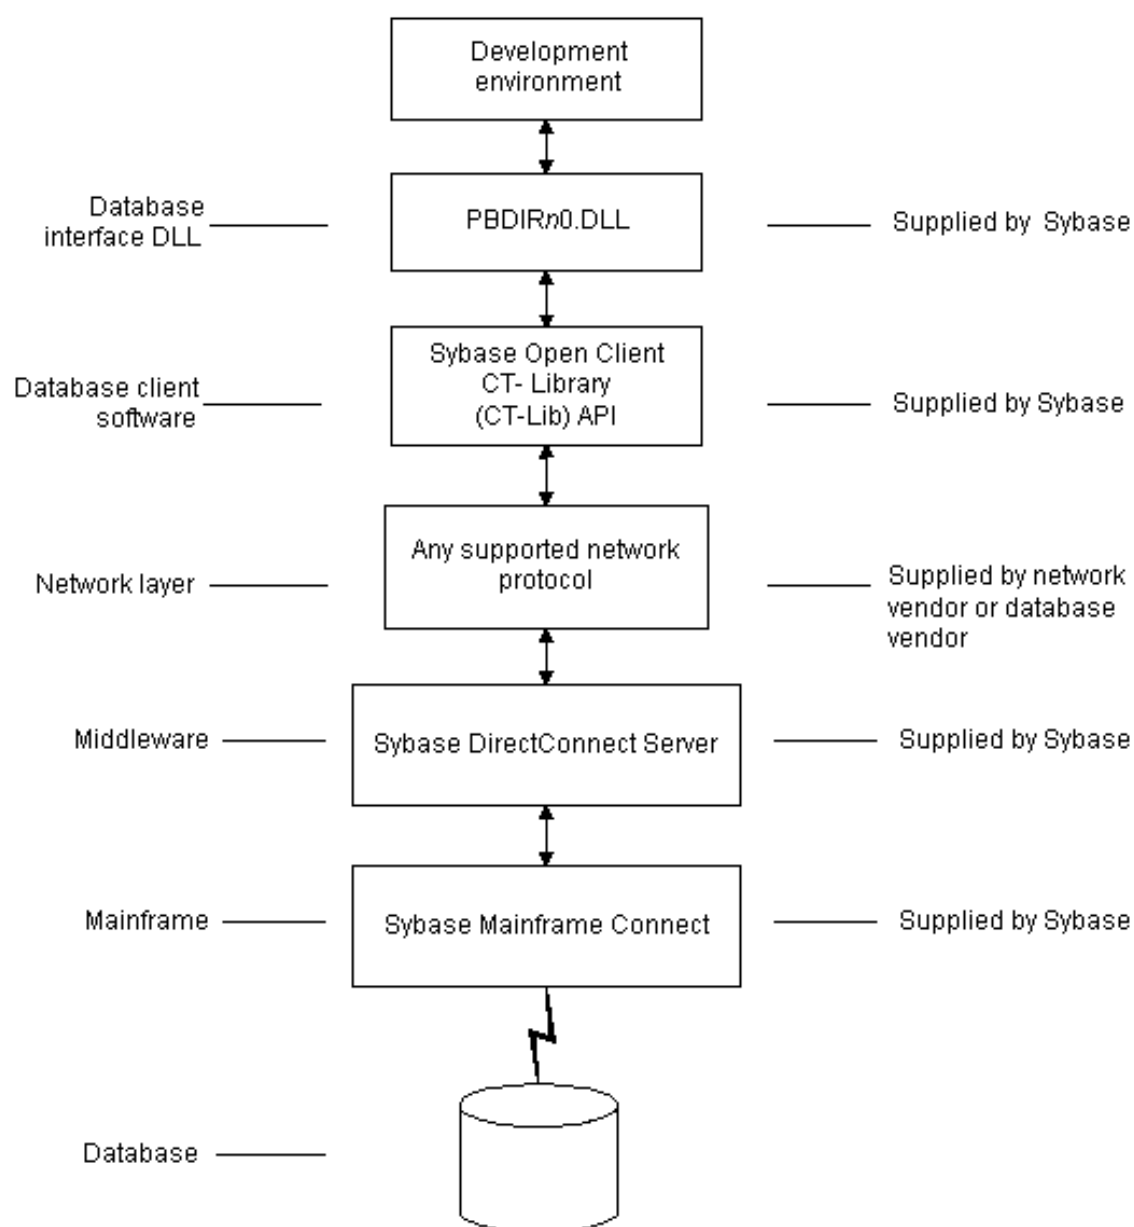 Development
environment
Database
interface DLL
PBDIRn0.DLL
Supplied by Sybase
Database client
software
Sybase Open Client
CT- Library
(CT-Lib) API
Supplied by Sybase
Network layer
Any supported network
protocol
Supplied by network
vendor or database
vendor
Middleware
Sybase DirectConnect Server
Supplied by Sybase
Mainframe
Sybase Mainframe Connect
Supplied by Sybase
Database